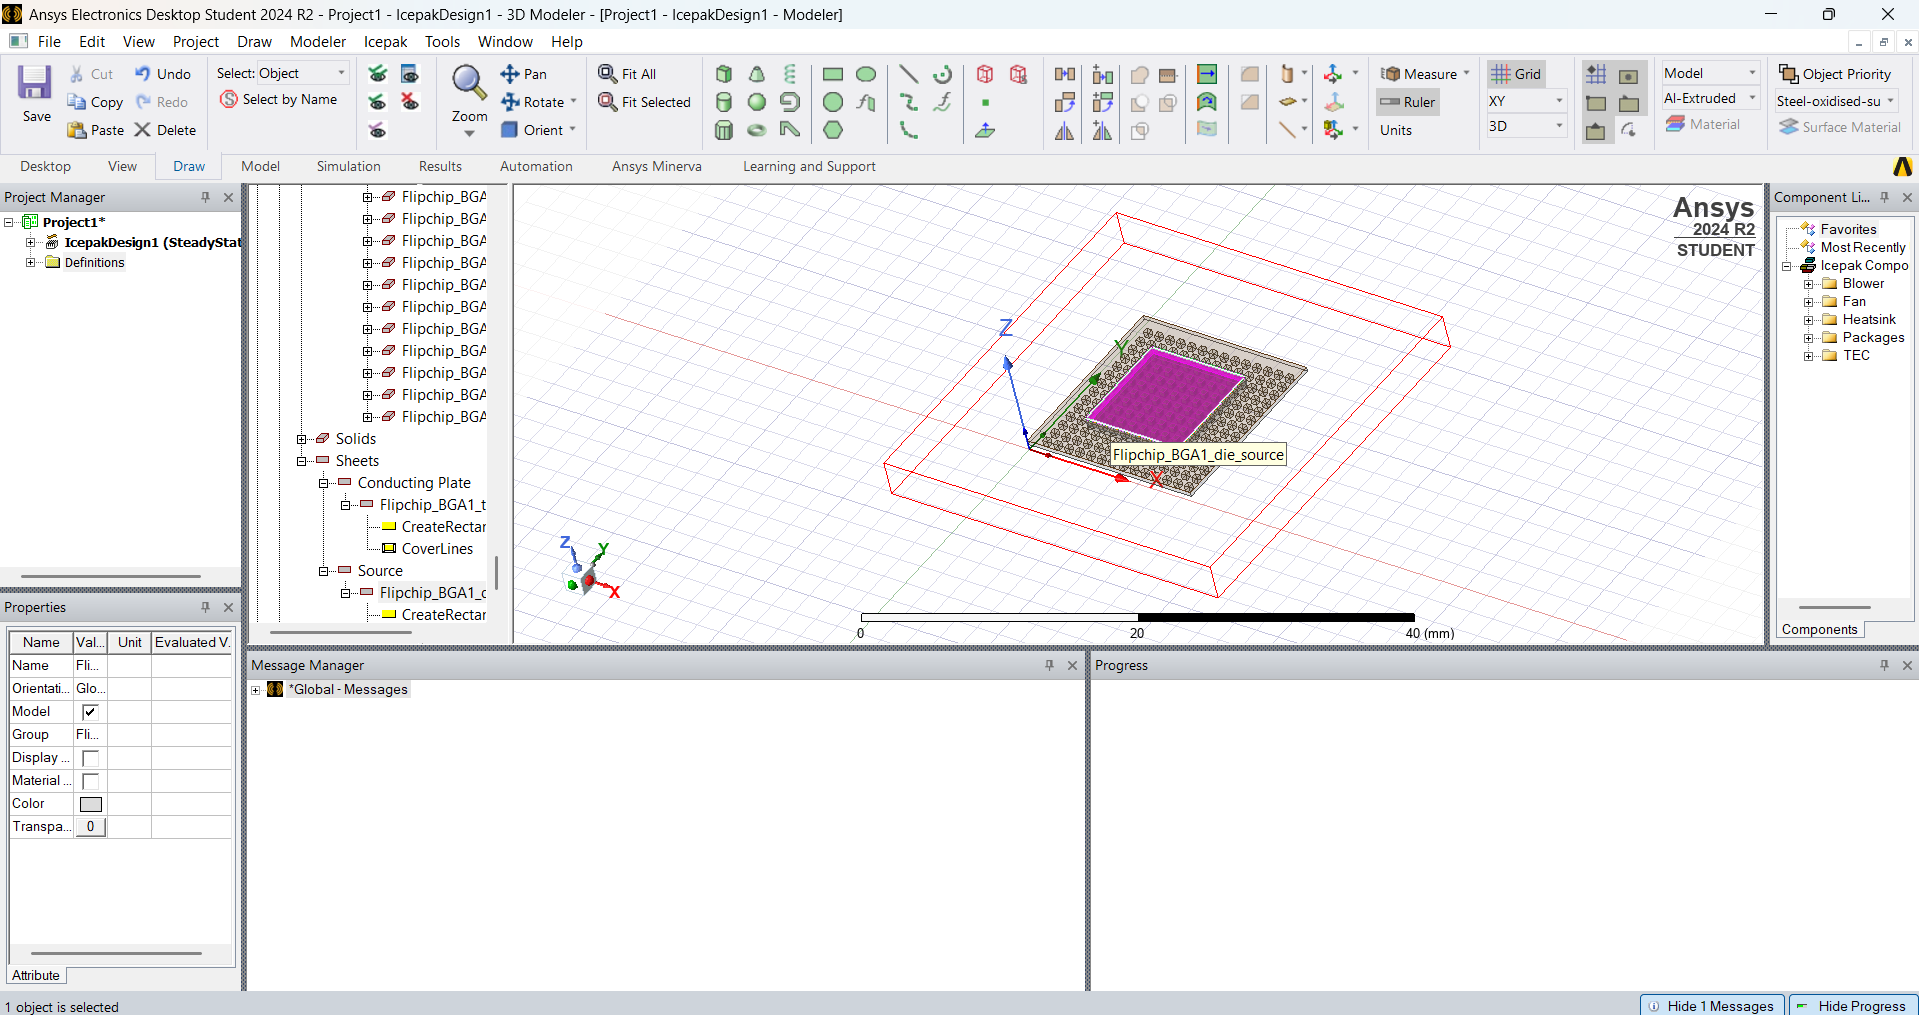 Ansys Electronics Desktop Student 2024 R2 - Project1 - IcepakDesign1 - 3D Modeler - [Project1 - IcepakDesign1 - Modeler]
File Edit View Project Draw Modeler Icepak Tools Window Help
Save
Cut
Copy
Paste
Undo
Redo
Delete
Select: Object
Select by Name
Zoom
Pan
Rotate
Orient
Fit All
Fit Selected
Measure
Ruler
Units
Grid
XY
3D
Model
Al-Extruded
Material
Object Priority
Steel-oxidised-su
Surface Material
Desktop View Draw Model Simulation Results Automation Ansys Minerva Learning and Support
Project Manager
Project1*
IcepakDesign1 (SteadyStat
Definitions
Flipchip_BGA
Flipchip_BGA
Flipchip_BGA
Flipchip_BGA
Flipchip_BGA
Flipchip_BGA
Flipchip_BGA
Flipchip_BGA
Flipchip_BGA
Flipchip_BGA
Flipchip_BGA
Solids
Sheets
Conducting Plate
Flipchip_BGA1_t
CreateRectar
CoverLines
Source
Flipchip_BGA1_c
CreateRectar
Ansys
2024 R2
STUDENT
Z
Y
X
Flipchip_BGA1_die_source
Z
Y
X
0 20 40 (mm)
Component Li...
Favorites
Most Recently
Icepak Compo
Blower
Fan
Heatsink
Packages
TEC
Components
Properties
Name Val... Unit Evaluated V.
Name Fli...
Orientati... Glo...
Model
Group Fli...
Display ...
Material ...
Color
Transpa... 0
Attribute
Message Manager
*Global - Messages
Progress
1 object is selected
Hide 1 Messages
Hide Progress